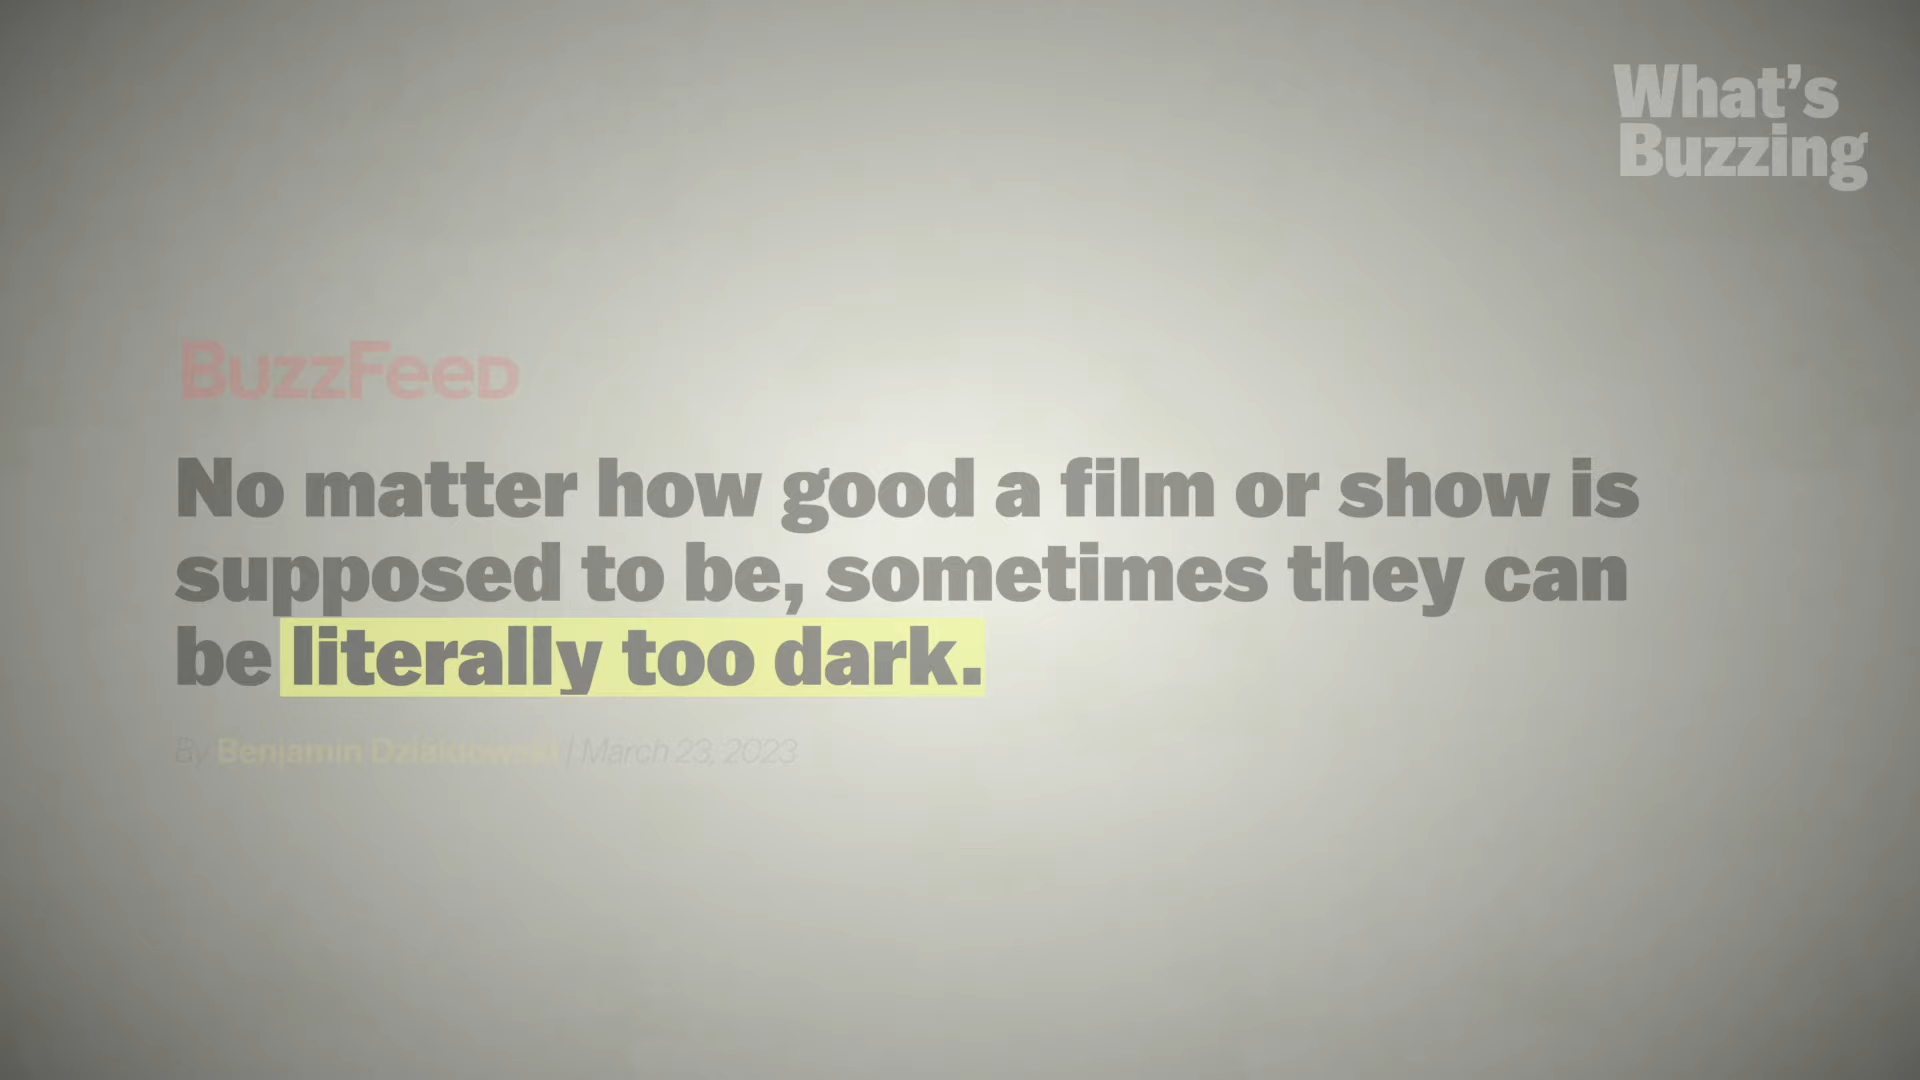 What's
Buzzing
BuzzFeed
No matter how good a film or show is
supposed to be, sometimes they can
be literally too dark.
By Benjamin | March 23, 2023